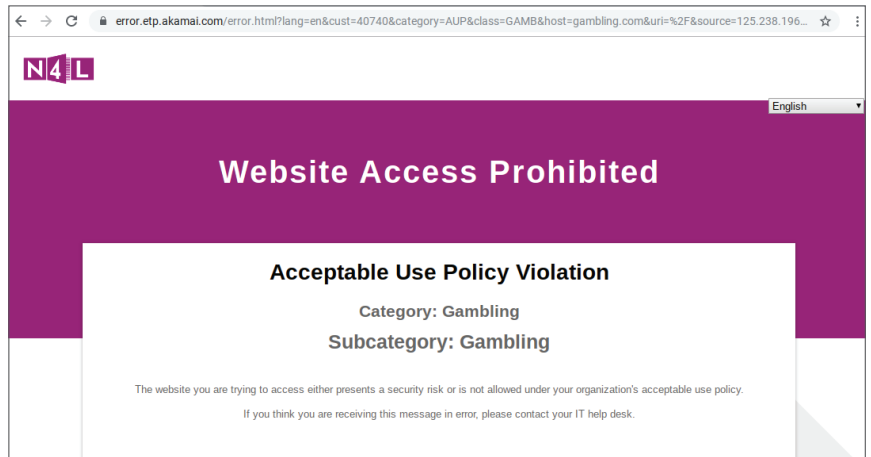 error.etp.akamai.com/error.html?lang=en&cust=40740&category=AUP&class=GAMB&host=gambling.com&uri=%2F&source=125.238.196...
N4L
English
Website Access Prohibited
Acceptable Use Policy Violation
Category: Gambling
Subcategory: Gambling
The website you are trying to access either presents a security risk or is not allowed under your organization's acceptable use policy.
If you think you are receiving this message in error, please contact your IT help desk.